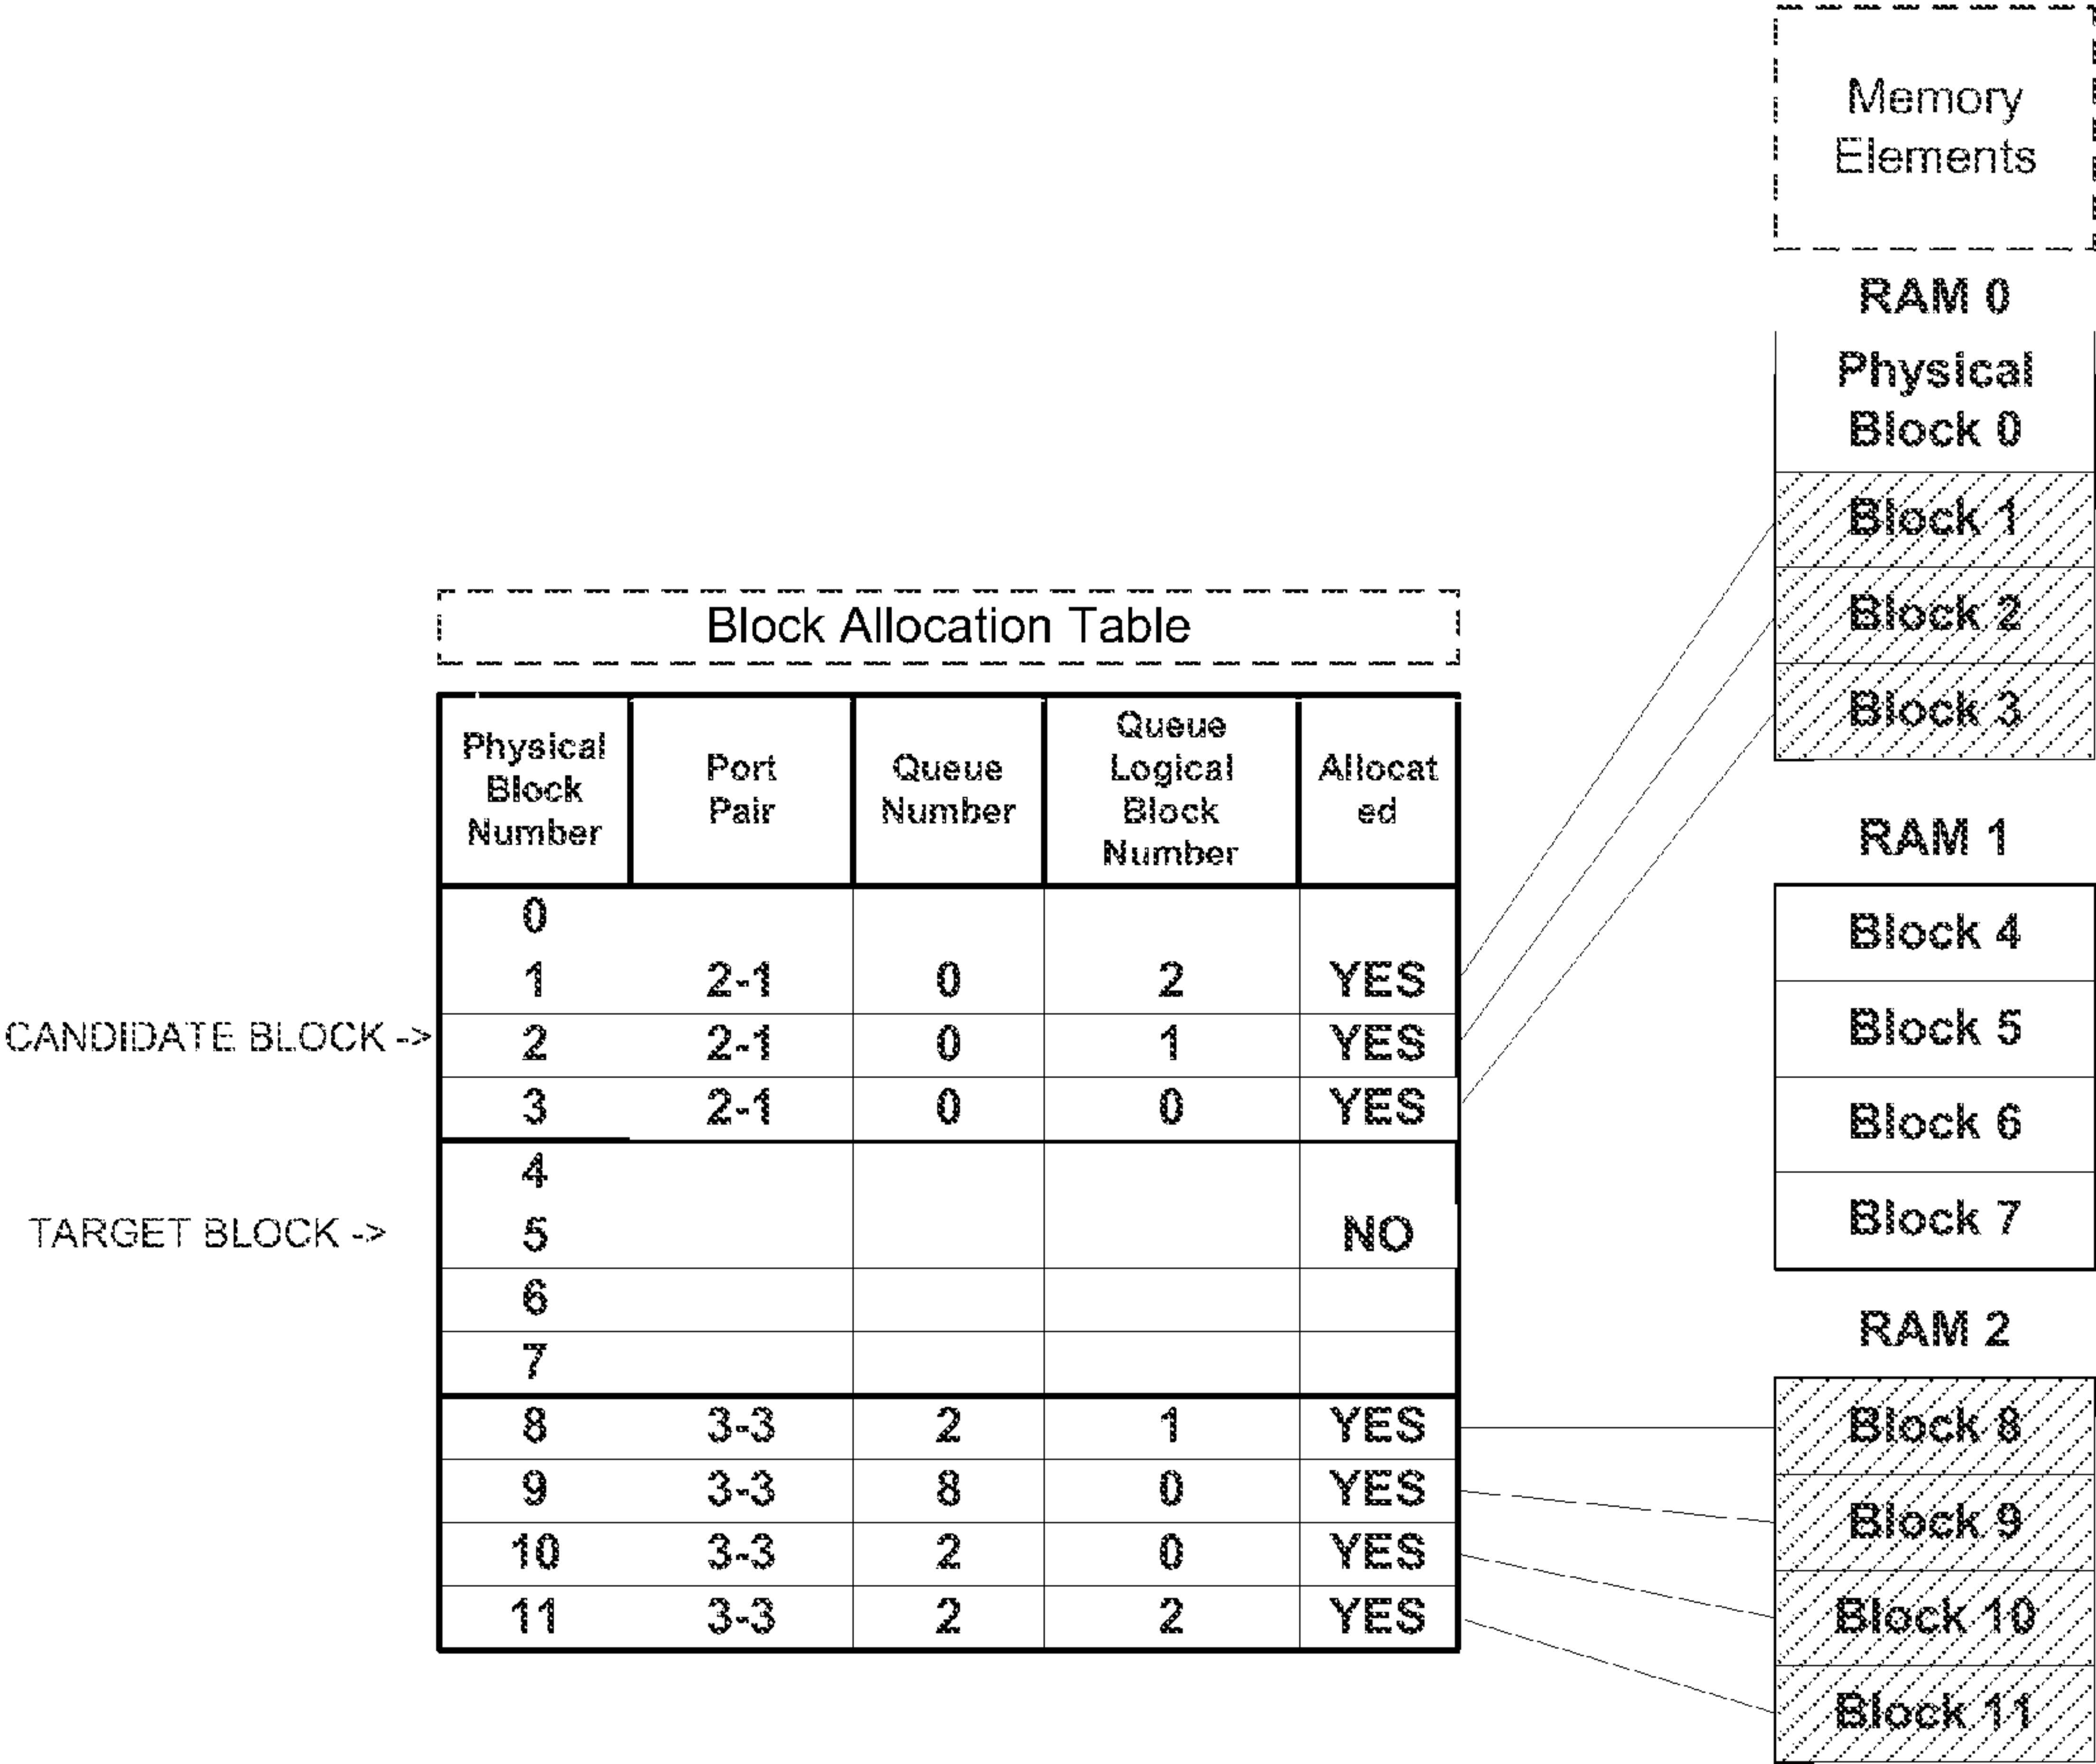 Memory
Elements
RAM 0
Physical
Block 0
Block 1
Block 2
Block 3
RAM 1
Block 4
Block 5
Block 6
Block 7
RAM 2
Block 8
Block 9
Block 10
Block 11
Block Allocation Table
Physical
Block
Number
Port
Pair
Queue
Number
Queue
Logical
Block
Number
Allocat
ed
0
1 2-1 0 2 YES
CANDIDATE BLOCK -> 2 2-1 0 1 YES
3 2-1 0 0 YES
4
TARGET BLOCK -> 5 NO
6
7
8 3-3 2 1 YES
9 3-3 8 0 YES
10 3-3 2 0 YES
11 3-3 2 2 YES